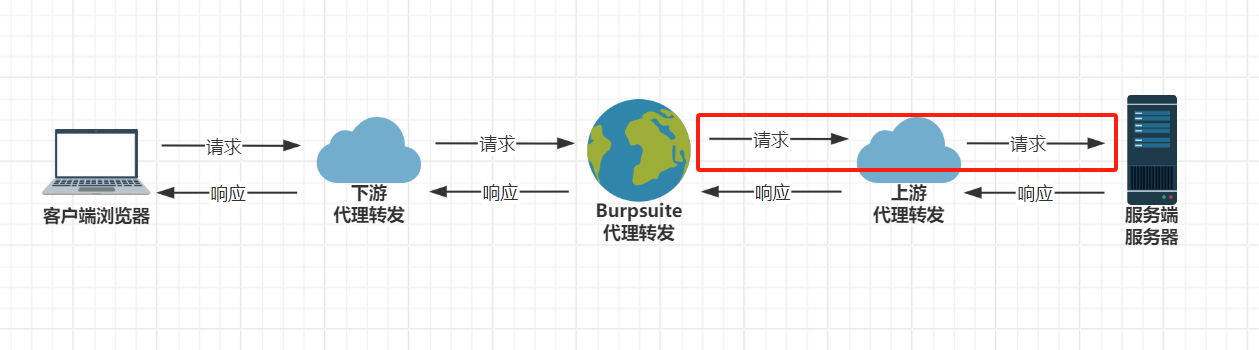 请求
请求
请求
请求
响应
响应
响应
响应
客户端浏览器
下游
代理转发
Burpsuite
代理转发
上游
代理转发
服务端
服务器